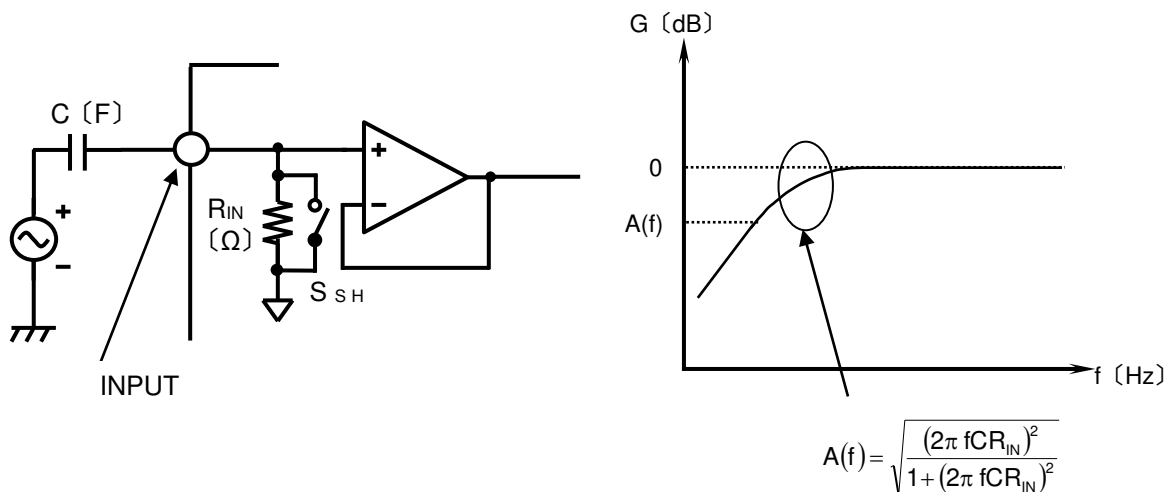 C〔F〕
+
−
INPUT
R_IN
〔Ω〕
S_SH
+
−
G〔dB〕
0
A(f)
f〔Hz〕
A(f) = √((2π fCR_IN)² / (1+(2π fCR_IN)²))